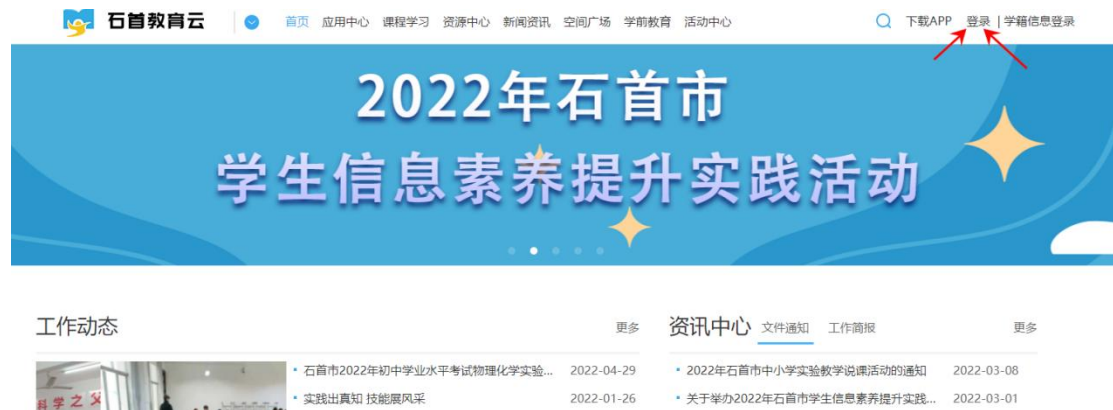 石首教育云
首页 应用中心 课程学习 资源中心 新闻资讯 空间广场 学前教育 活动中心
下载APP 登录 | 学籍信息登录
2022年石首市
学生信息素养提升实践活动
工作动态 更多
资讯中心 文件通知 工作简报 更多
石首市2022年初中学业水平考试物理化学实验... 2022-04-29
2022年石首市中小学实验教学说课活动的通知 2022-03-08
实践出真知 技能展风采 2022-01-26
关于举办2022年石首市学生信息素养提升实践... 2022-03-01
科学之父